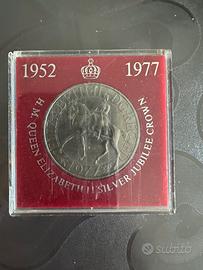 1952 1977
H.M. QUEEN ELIZABETH II SILVER JUBILEE CROWN
subito